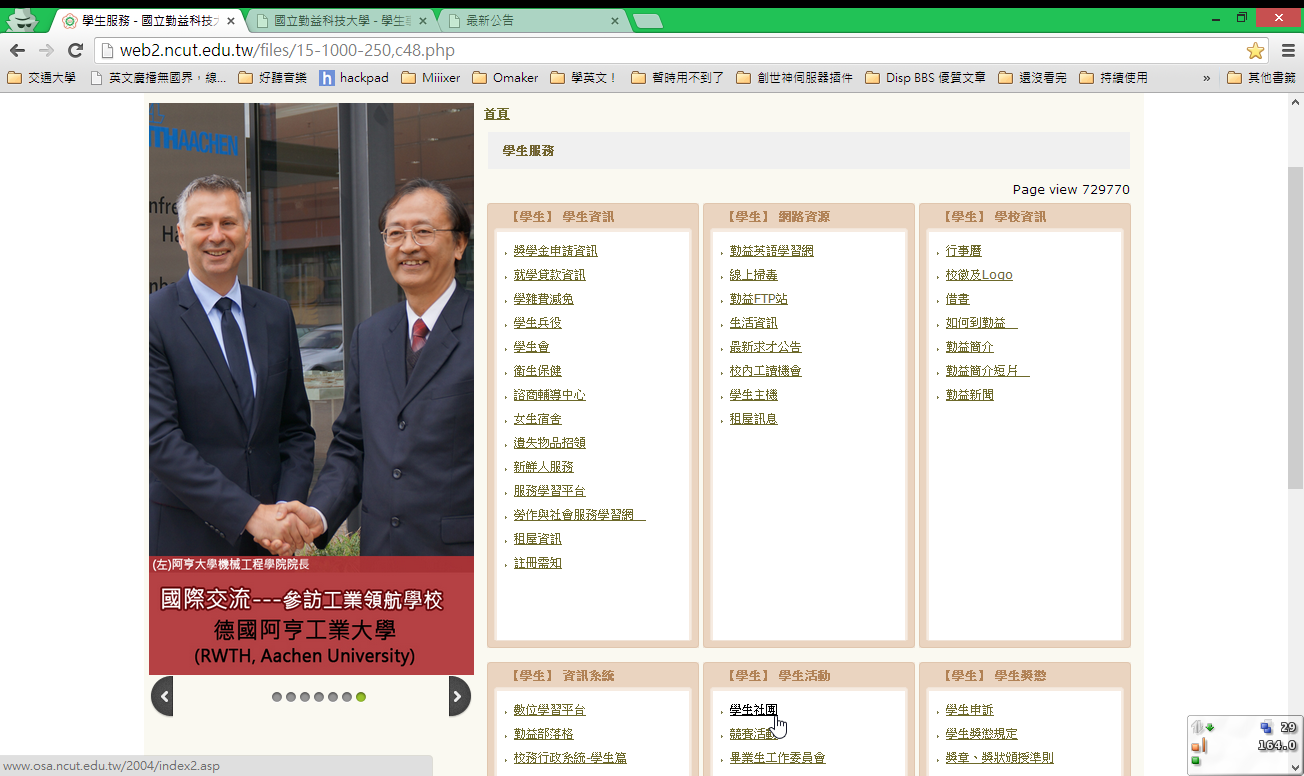 學生服務 - 國立勤益科技
國立勤益科技大學 - 學生
最新公告
web2.ncut.edu.tw/files/15-1000-250,c48.php
交通大學
英文廣播無國界，線...
好聽音樂
hackpad
Miiixer
Omaker
學英文！
暫時用不到了
創世神伺服器插件
Disp BBS 優質文章
還沒看完
持續使用
»
其他書籤
THAACHEN
(左)阿亨大學機械工程學院院長
國際交流---參訪工業領航學校
德國阿亨工業大學
(RWTH, Aachen University)
首頁
學生服務
Page view 729770
【學生】 學生資訊
獎學金申請資訊
就學貸款資訊
學雜費減免
學生兵役
學生會
衛生保健
諮商輔導中心
女生宿舍
遺失物品招領
新鮮人服務
服務學習平台
勞作與社會服務學習網
租屋資訊
註冊需知
【學生】 網路資源
勤益英語學習網
線上掃毒
勤益FTP站
生活資訊
最新求才公告
校內工讀機會
學生主機
租屋訊息
【學生】 學校資訊
行事曆
校徽及Logo
借書
如何到勤益
勤益簡介
勤益簡介短片
勤益新聞
【學生】 資訊系統
數位學習平台
勤益部落格
校務行政系統-學生篇
【學生】 學生活動
學生社團
競賽活動
畢業生工作委員會
【學生】 學生獎懲
學生申訴
學生獎懲規定
獎章、獎狀頒授準則
www.osa.ncut.edu.tw/2004/index2.asp
29
164.0